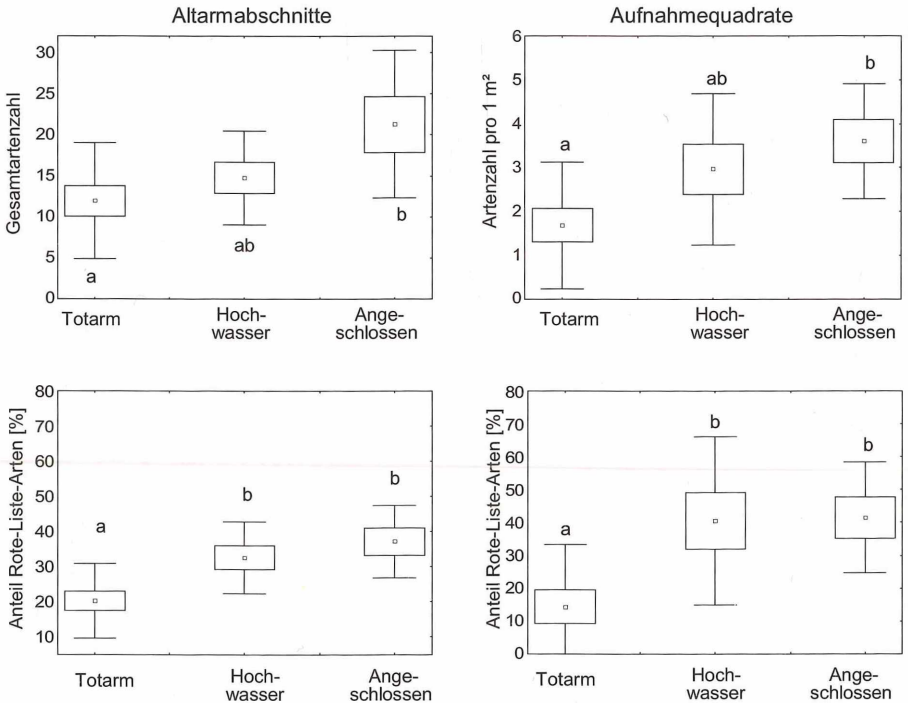 Altarmabschnitte
Gesamtartenzahl
30
25
20
15
10
5
0
a
ab
b
Totarm
Hoch-
wasser
Ange-
schlossen
Aufnahmequadrate
Artenzahl pro 1 m²
6
5
4
3
2
1
0
a
ab
b
Totarm
Hoch-
wasser
Ange-
schlossen
Anteil Rote-Liste-Arten [%]
80
70
60
50
40
30
20
10
a
b
b
Totarm
Hoch-
wasser
Ange-
schlossen
Anteil Rote-Liste-Arten [%]
80
70
60
50
40
30
20
10
0
a
b
b
Totarm
Hoch-
wasser
Ange-
schlossen